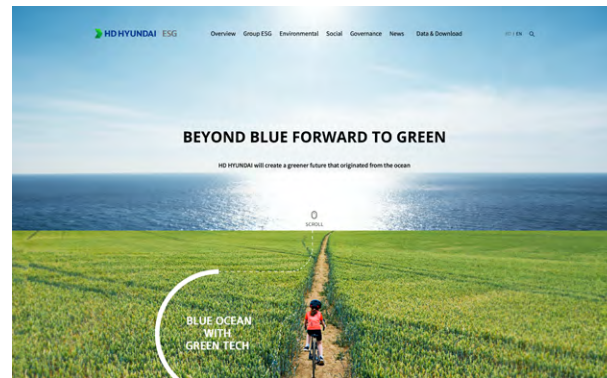 HD HYUNDAI ESG
Overview Group ESG Environmental Social Governance News Data & Download
EN
BEYOND BLUE FORWARD TO GREEN
HD HYUNDAI will create a greener future that originated from the ocean
SCROLL
BLUE OCEAN
WITH
GREEN TECH